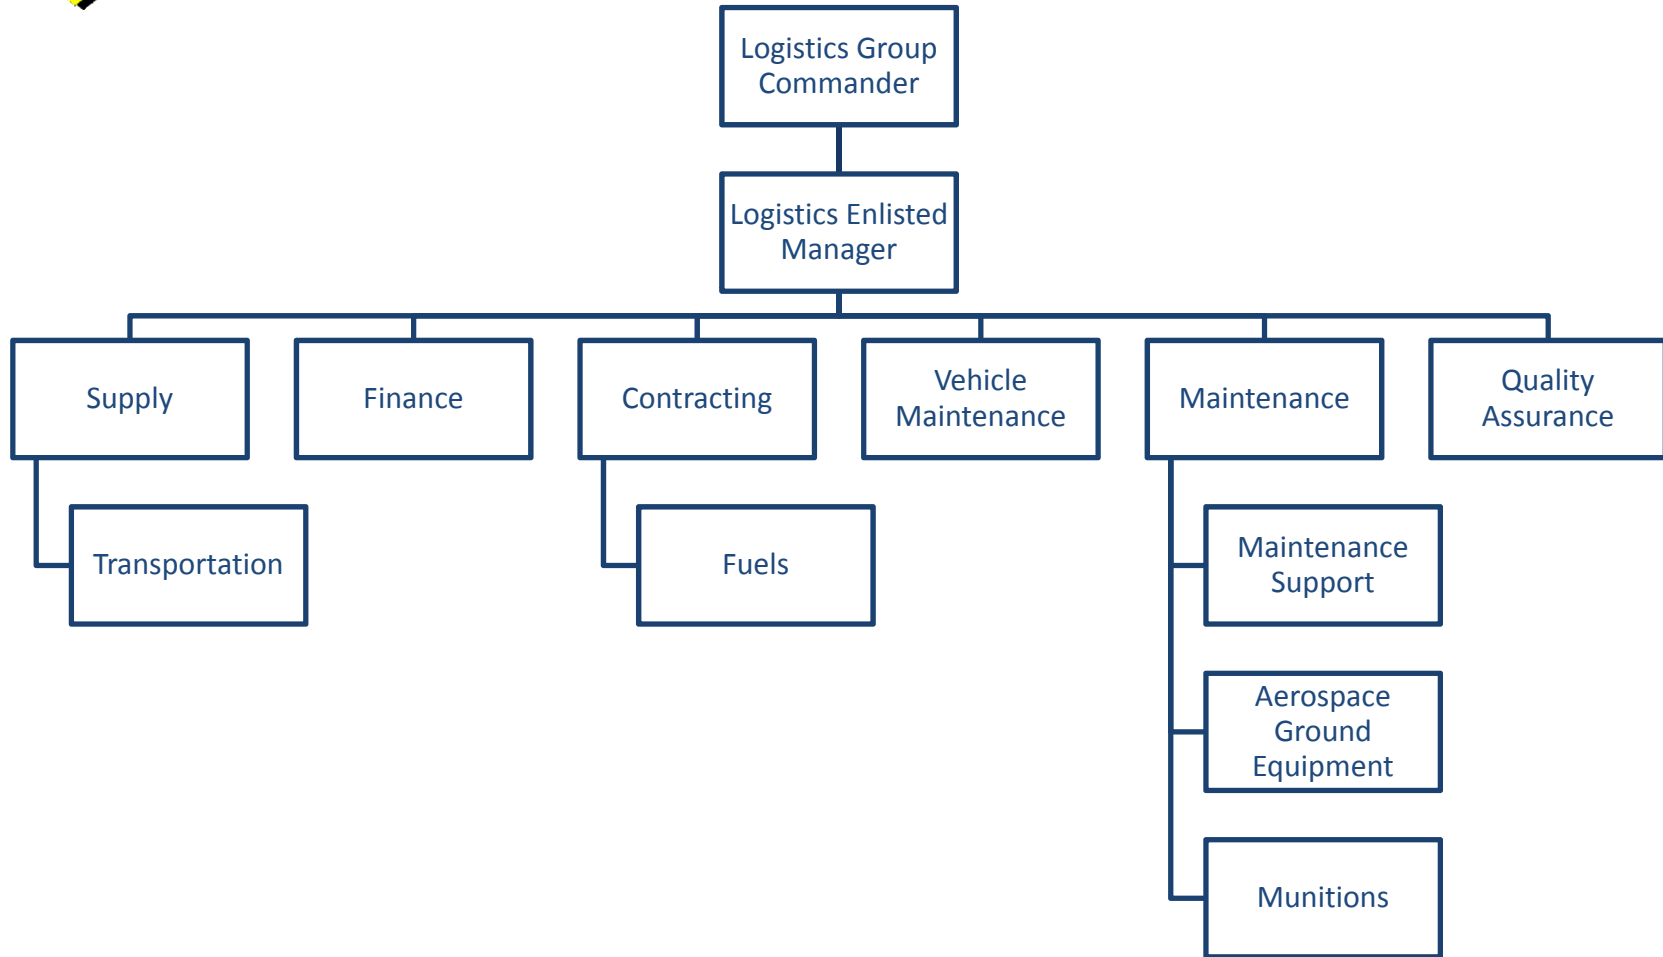 Logistics Group
Commander
Logistics Enlisted
Manager
Supply
Finance
Contracting
Vehicle
Maintenance
Maintenance
Quality
Assurance
Transportation
Fuels
Maintenance
Support
Aerospace
Ground
Equipment
Munitions